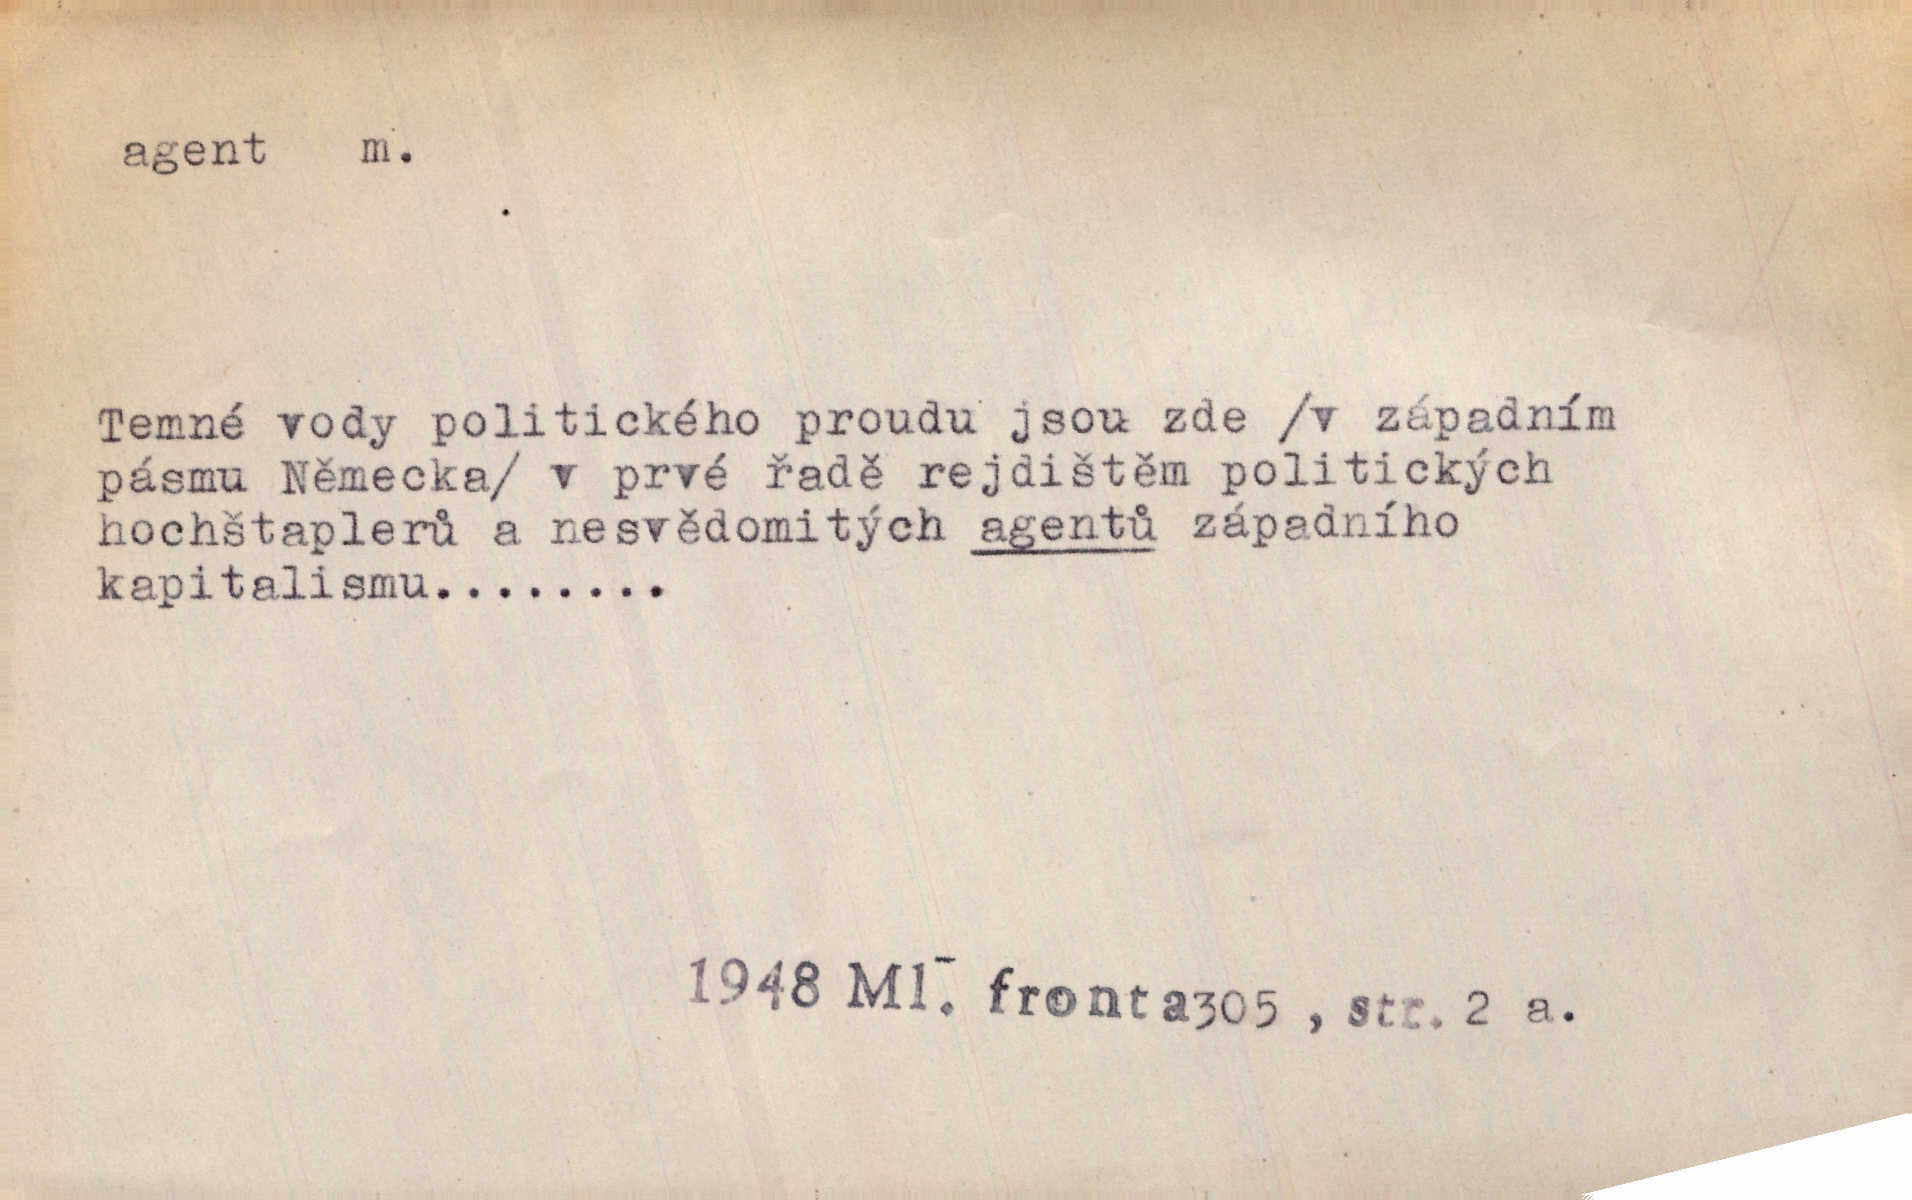 agent m.
Temné vody politického proudu jsou zde /v západním
pásmu Německa/ v prvé řadě rejdištěm politických
hochštaplerů a nesvědomitých agentů západního
kapitalismu........
1948 Ml. fronta305 , str. 2 a.